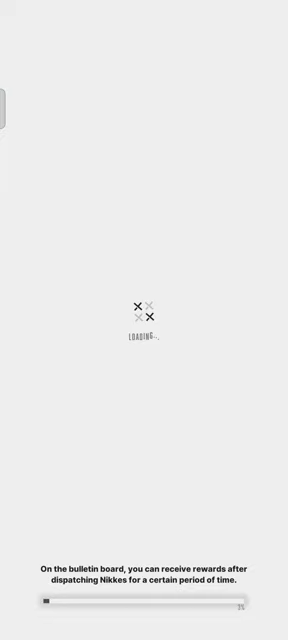 LOADING...
On the bulletin board, you can receive rewards after
dispatching Nikkes for a certain period of time.
3%